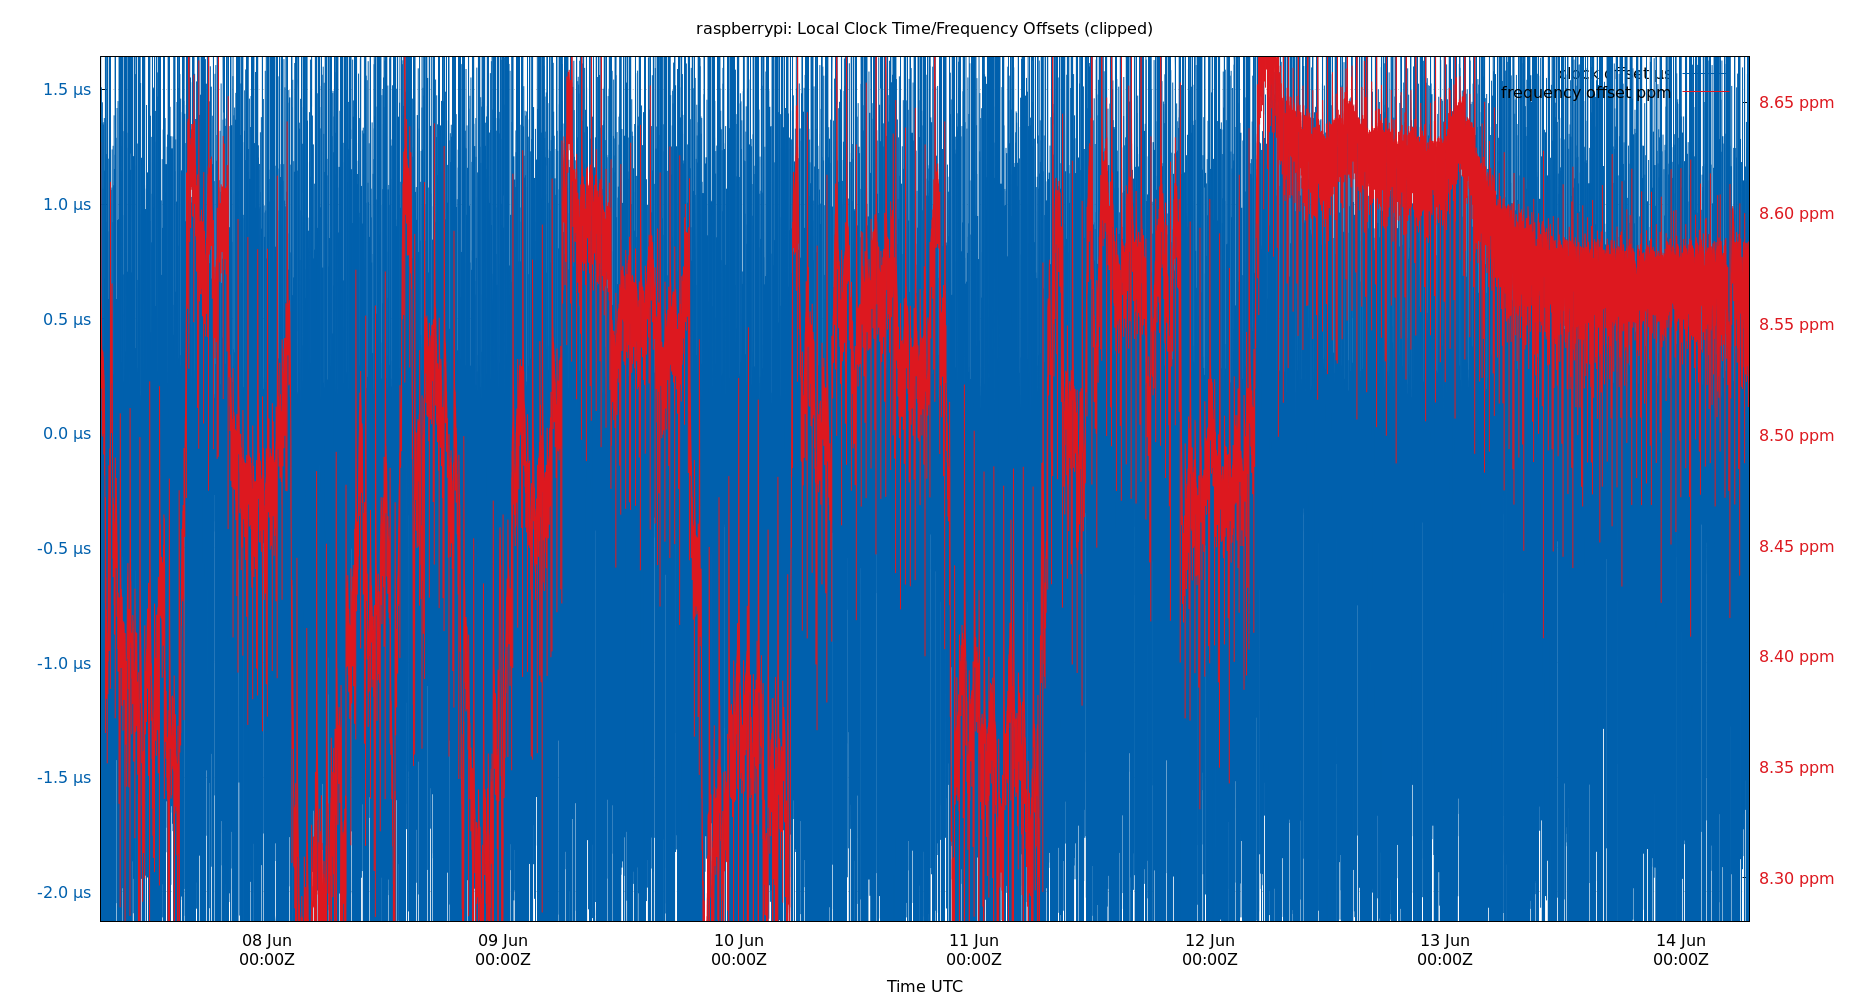 raspberrypi: Local Clock Time/Frequency Offsets (clipped)
clock offset µs
frequency offset ppm
1.5 µs
1.0 µs
0.5 µs
0.0 µs
-0.5 µs
-1.0 µs
-1.5 µs
-2.0 µs
8.65 ppm
8.60 ppm
8.55 ppm
8.50 ppm
8.45 ppm
8.40 ppm
8.35 ppm
8.30 ppm
08 Jun 09 Jun 10 Jun 11 Jun 12 Jun 13 Jun 14 Jun
00:00Z 00:00Z 00:00Z 00:00Z 00:00Z 00:00Z 00:00Z
Time UTC